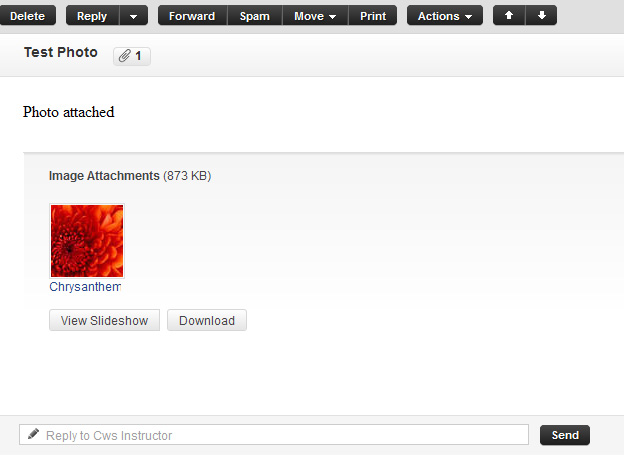 Delete Reply Forward Spam Move Print Actions
Test Photo 1
Photo attached
Image Attachments (873 KB)
Chrysanthem
View Slideshow Download
Reply to Cws Instructor Send